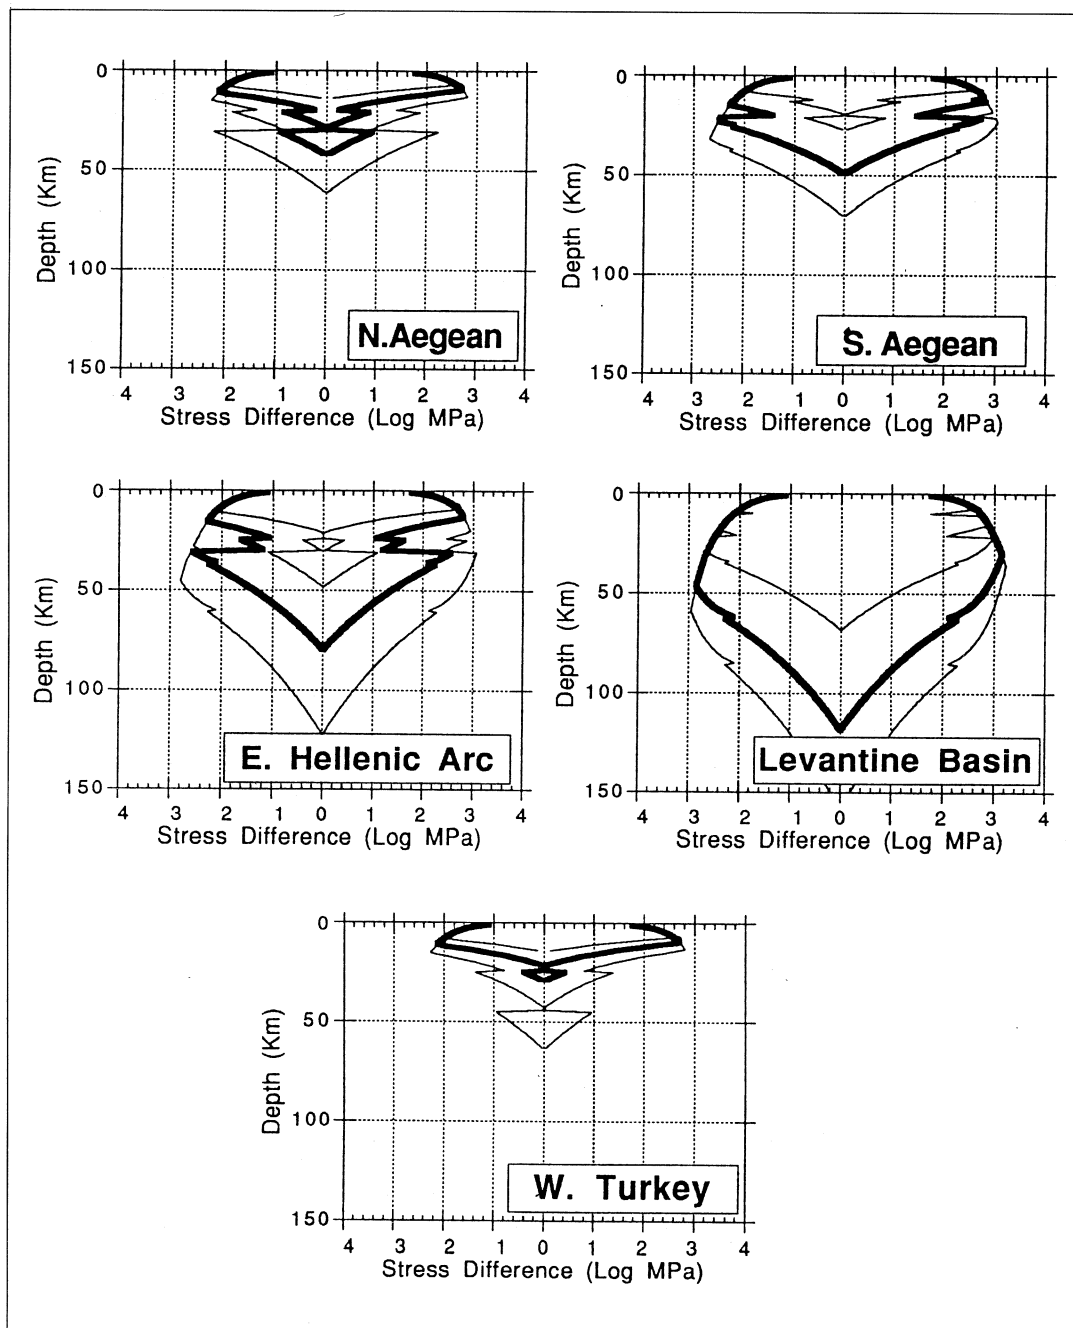 0
50
100
150
Depth (Km)
N.Aegean
4 3 2 1 0 1 2 3 4
Stress Difference (Log MPa)
0
50
100
150
Depth (Km)
S. Aegean
4 3 2 1 0 1 2 3 4
Stress Difference (Log MPa)
0
50
100
150
Depth (Km)
E. Hellenic Arc
4 3 2 1 0 1 2 3 4
Stress Difference (Log MPa)
0
50
100
150
Depth (Km)
Levantine Basin
4 3 2 1 0 1 2 3 4
Stress Difference (Log MPa)
0
50
100
150
Depth (Km)
W. Turkey
4 3 2 1 0 1 2 3 4
Stress Difference (Log MPa)